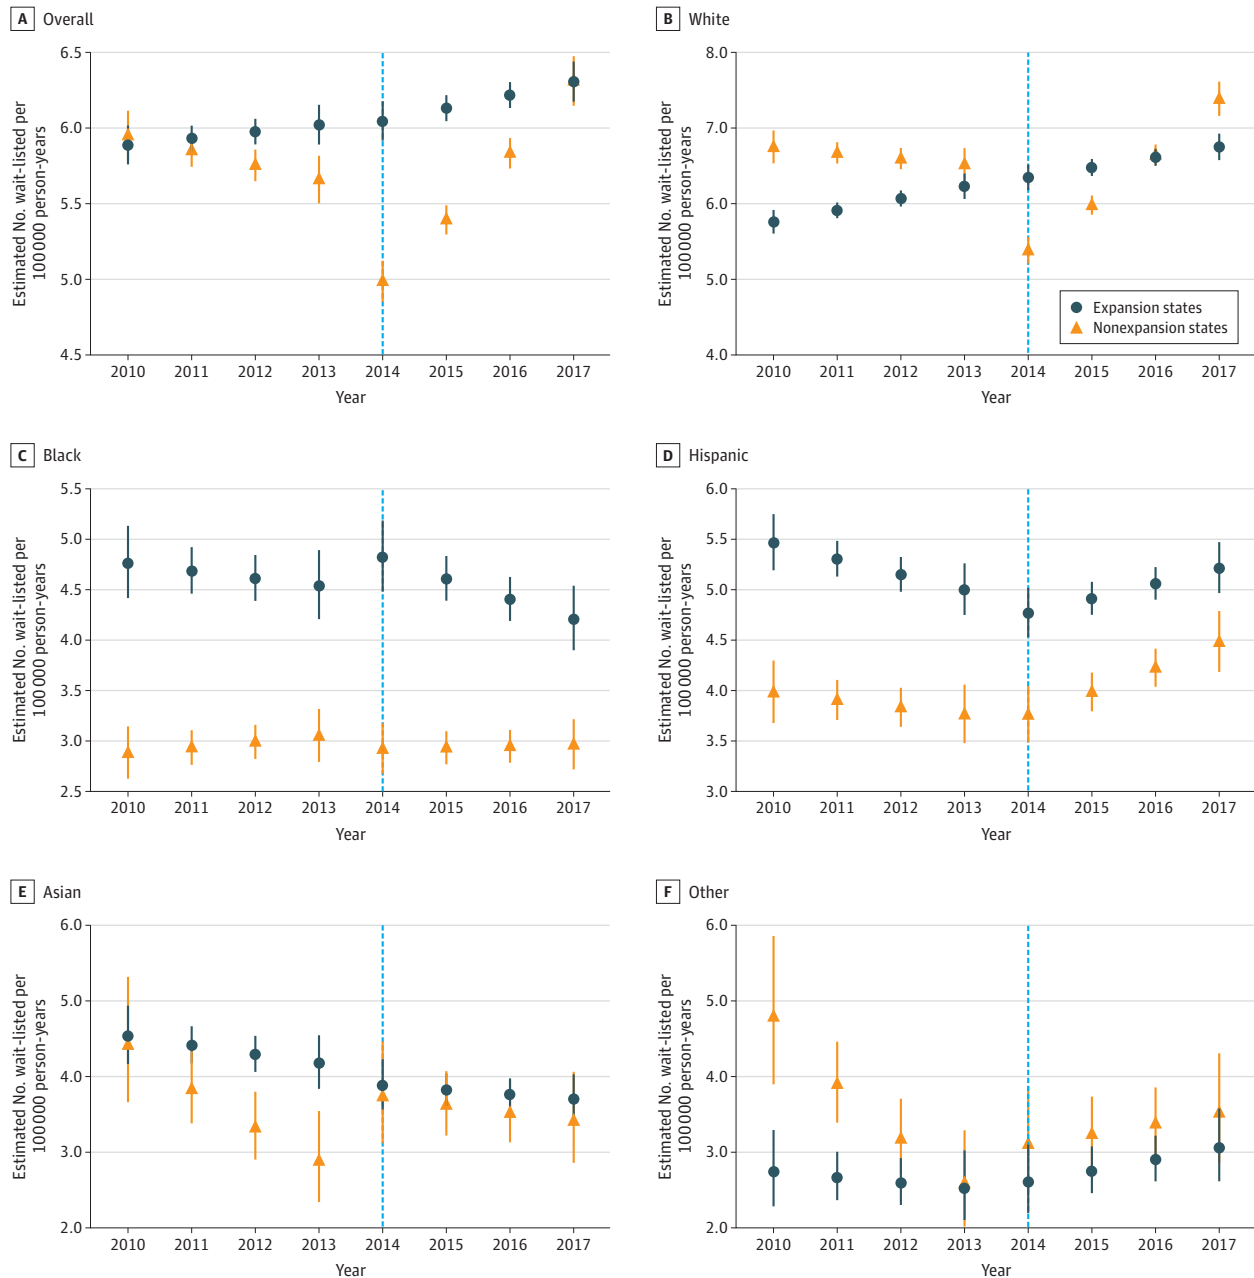 A Overall
Estimated No. wait-listed per
100 000 person-years
6.5
6.0
5.5
5.0
4.5
2010 2011 2012 2013 2014 2015 2016 2017
Year
B White
Estimated No. wait-listed per
100 000 person-years
8.0
7.0
6.0
5.0
4.0
Expansion states
Nonexpansion states
2010 2011 2012 2013 2014 2015 2016 2017
Year
C Black
Estimated No. wait-listed per
100 000 person-years
5.5
5.0
4.5
4.0
3.5
3.0
2.5
2010 2011 2012 2013 2014 2015 2016 2017
Year
D Hispanic
Estimated No. wait-listed per
100 000 person-years
6.0
5.5
5.0
4.5
4.0
3.5
3.0
2010 2011 2012 2013 2014 2015 2016 2017
Year
E Asian
Estimated No. wait-listed per
100 000 person-years
6.0
5.0
4.0
3.0
2.0
2010 2011 2012 2013 2014 2015 2016 2017
Year
F Other
Estimated No. wait-listed per
100 000 person-years
6.0
5.0
4.0
3.0
2.0
2010 2011 2012 2013 2014 2015 2016 2017
Year